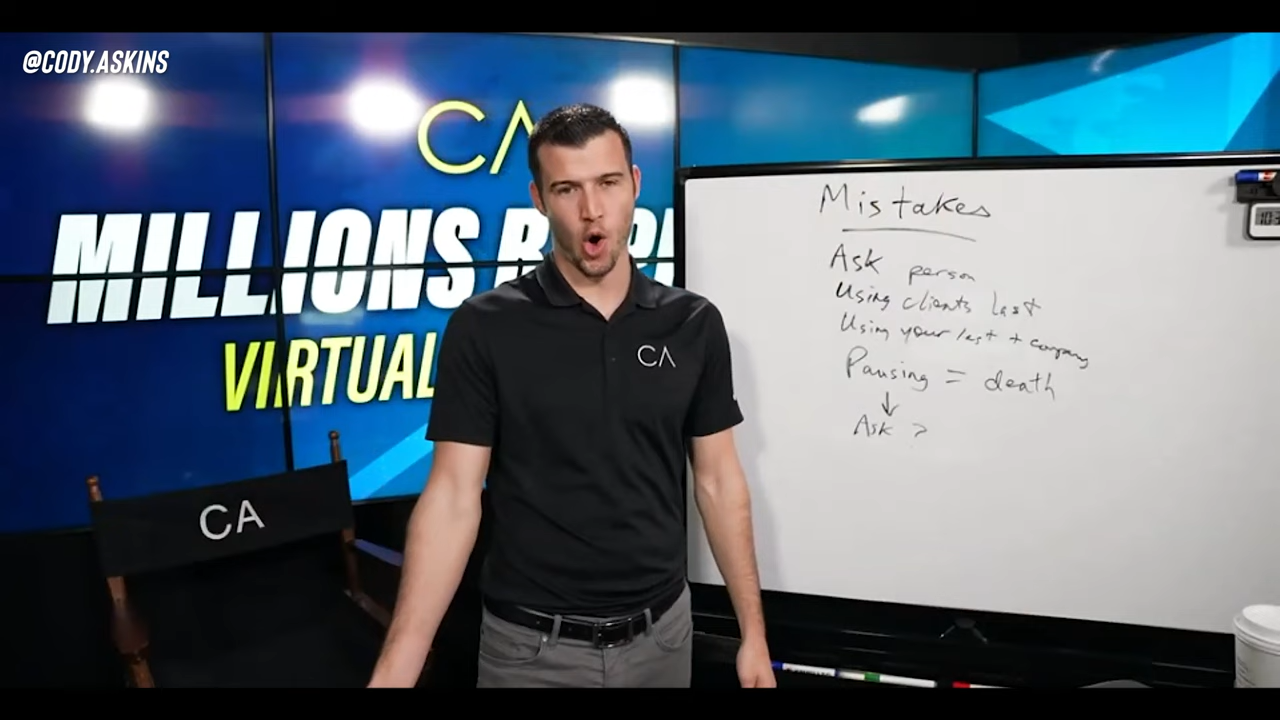 @CODY.ASKINS
CA
MILLIONS
VIRTUAL
CA
CA
Mistakes
Ask person
Using clients last
Using your last + company
Pausing = death
↓
Ask ?